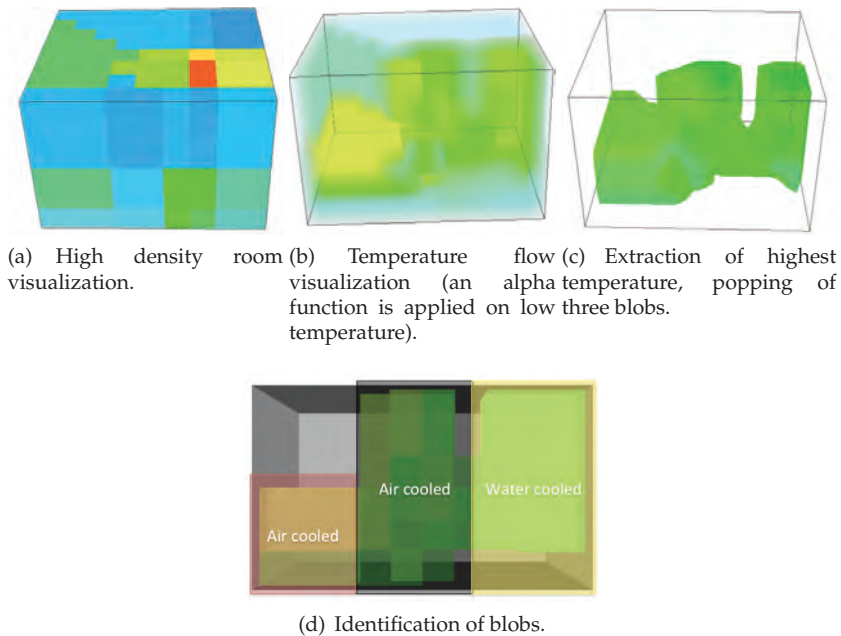 (a) High density room
visualization.
(b) Temperature flow
visualization (an alpha
function is applied on low
temperature).
(c) Extraction of highest
temperature, popping of
three blobs.
Air cooled
Water cooled
Air cooled
(d) Identification of blobs.